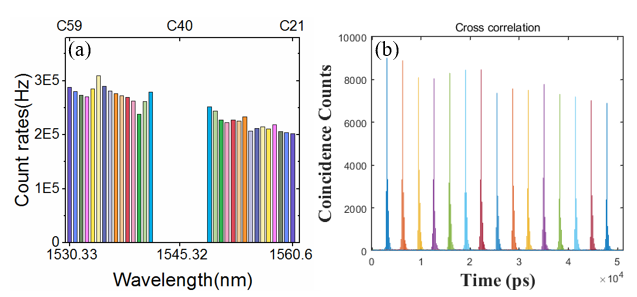 C59 C40 C21
(a)
3E5
2E5
1E5
0
Count rates(Hz)
1530.33 1545.32 1560.6
Wavelength(nm)
Cross correlation
(b)
10000
8000
6000
4000
2000
0
Coincidence Counts
0 1 2 3 4 5
×10⁴
Time (ps)